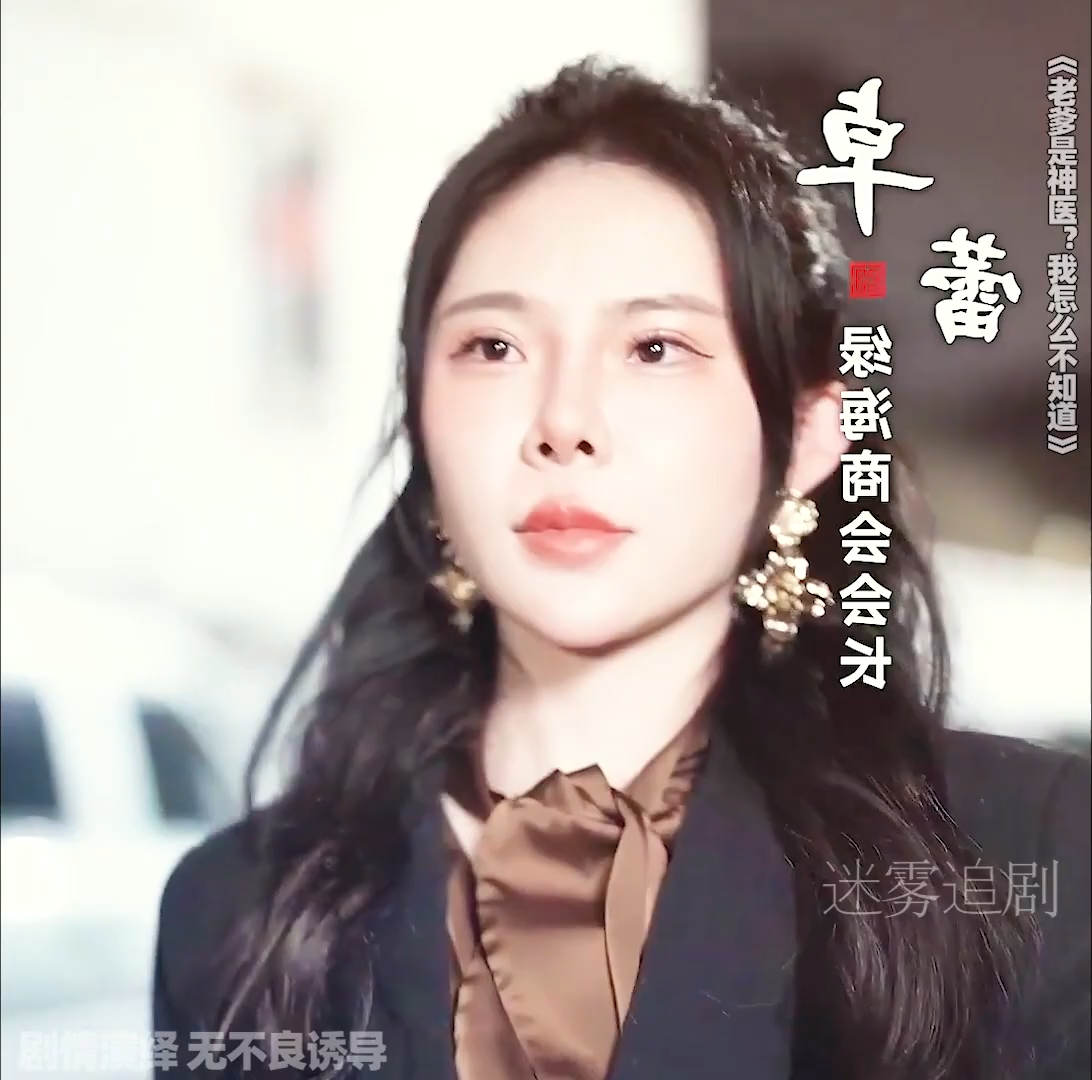 《老爹是神医？我怎么不知道》
卓蕾
绿海商会会长
迷雾追剧
剧情演绎 无不良诱导